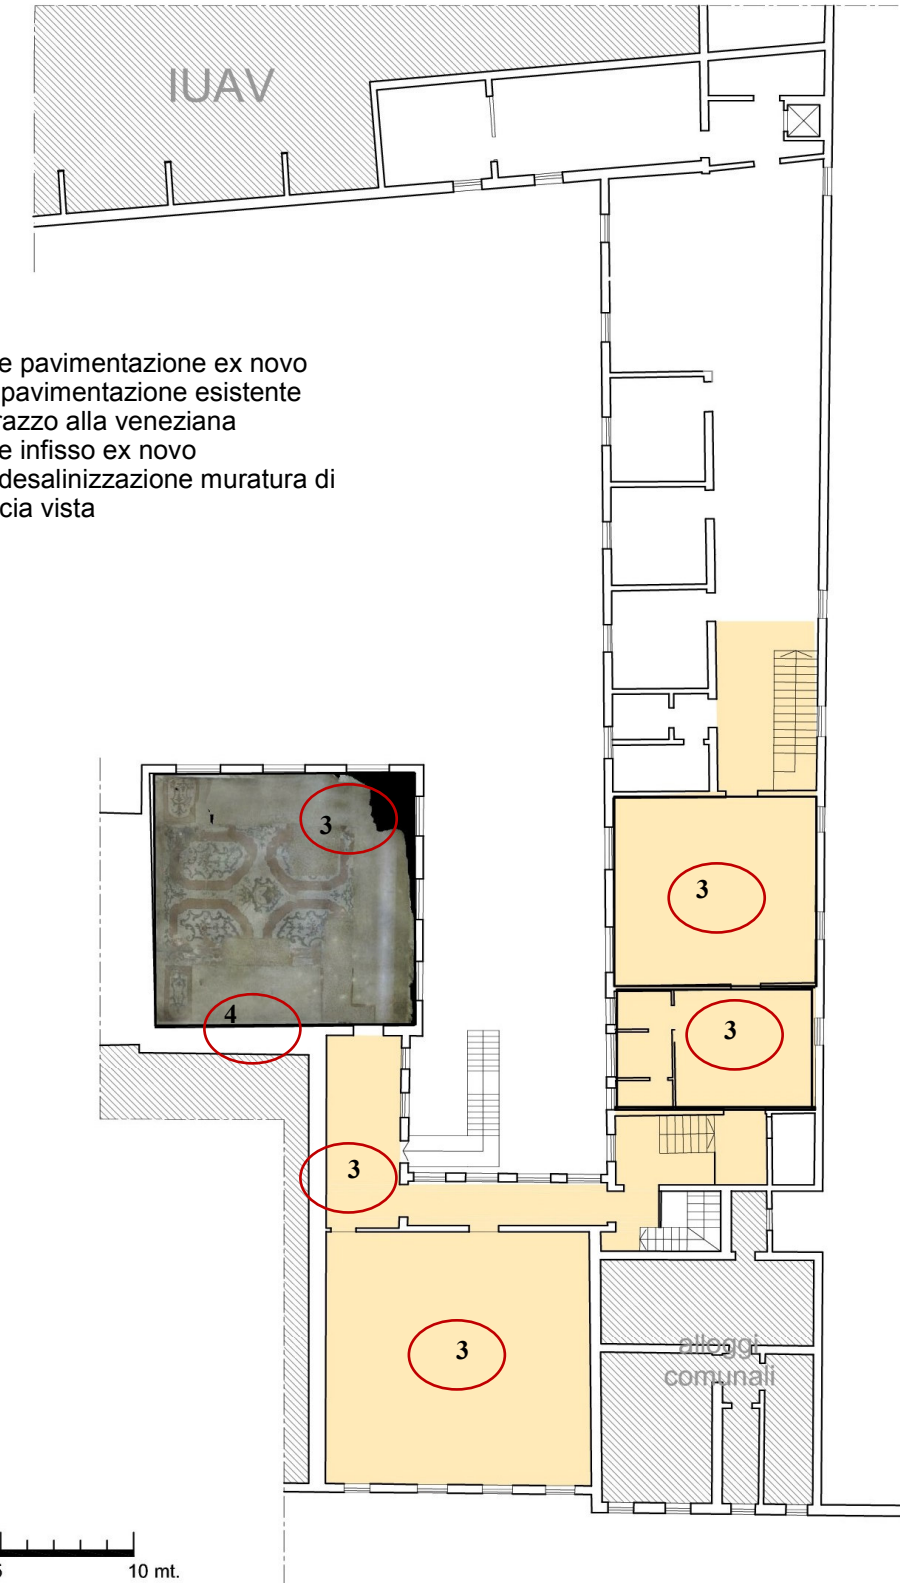 IUAV
e pavimentazione ex novo
pavimentazione esistente
razzo alla veneziana
e infisso ex novo
desalinizzazione muratura di
cia vista
3
3
4
3
3
3
alloggi
comunali
10 mt.